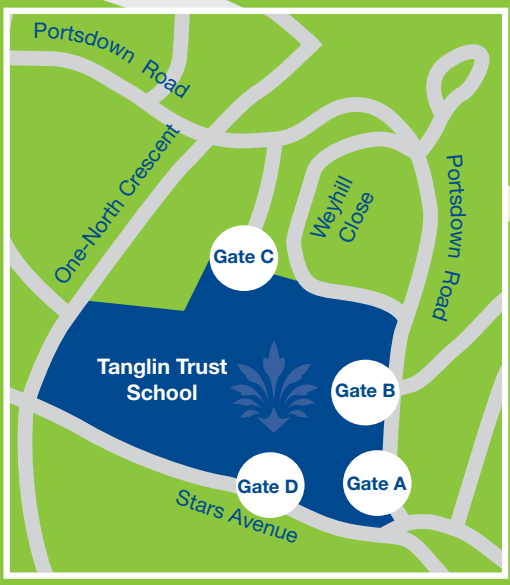 Portsdown Road
One-North Crescent
Weyhill
Close
Portsdown Road
Gate C
Tanglin Trust
School
Gate B
Gate A
Gate D
Stars Avenue